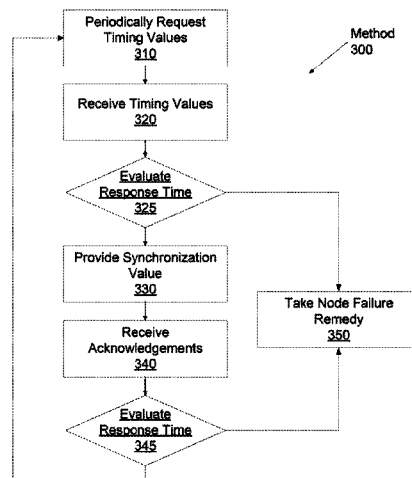 Periodically Request
Timing Values
310
Method
300
Receive Timing Values
320
Evaluate
Response Time
325
Provide Synchronization
Value
330
Take Node Failure
Remedy
350
Receive
Acknowledgements
340
Evaluate
Response Time
345